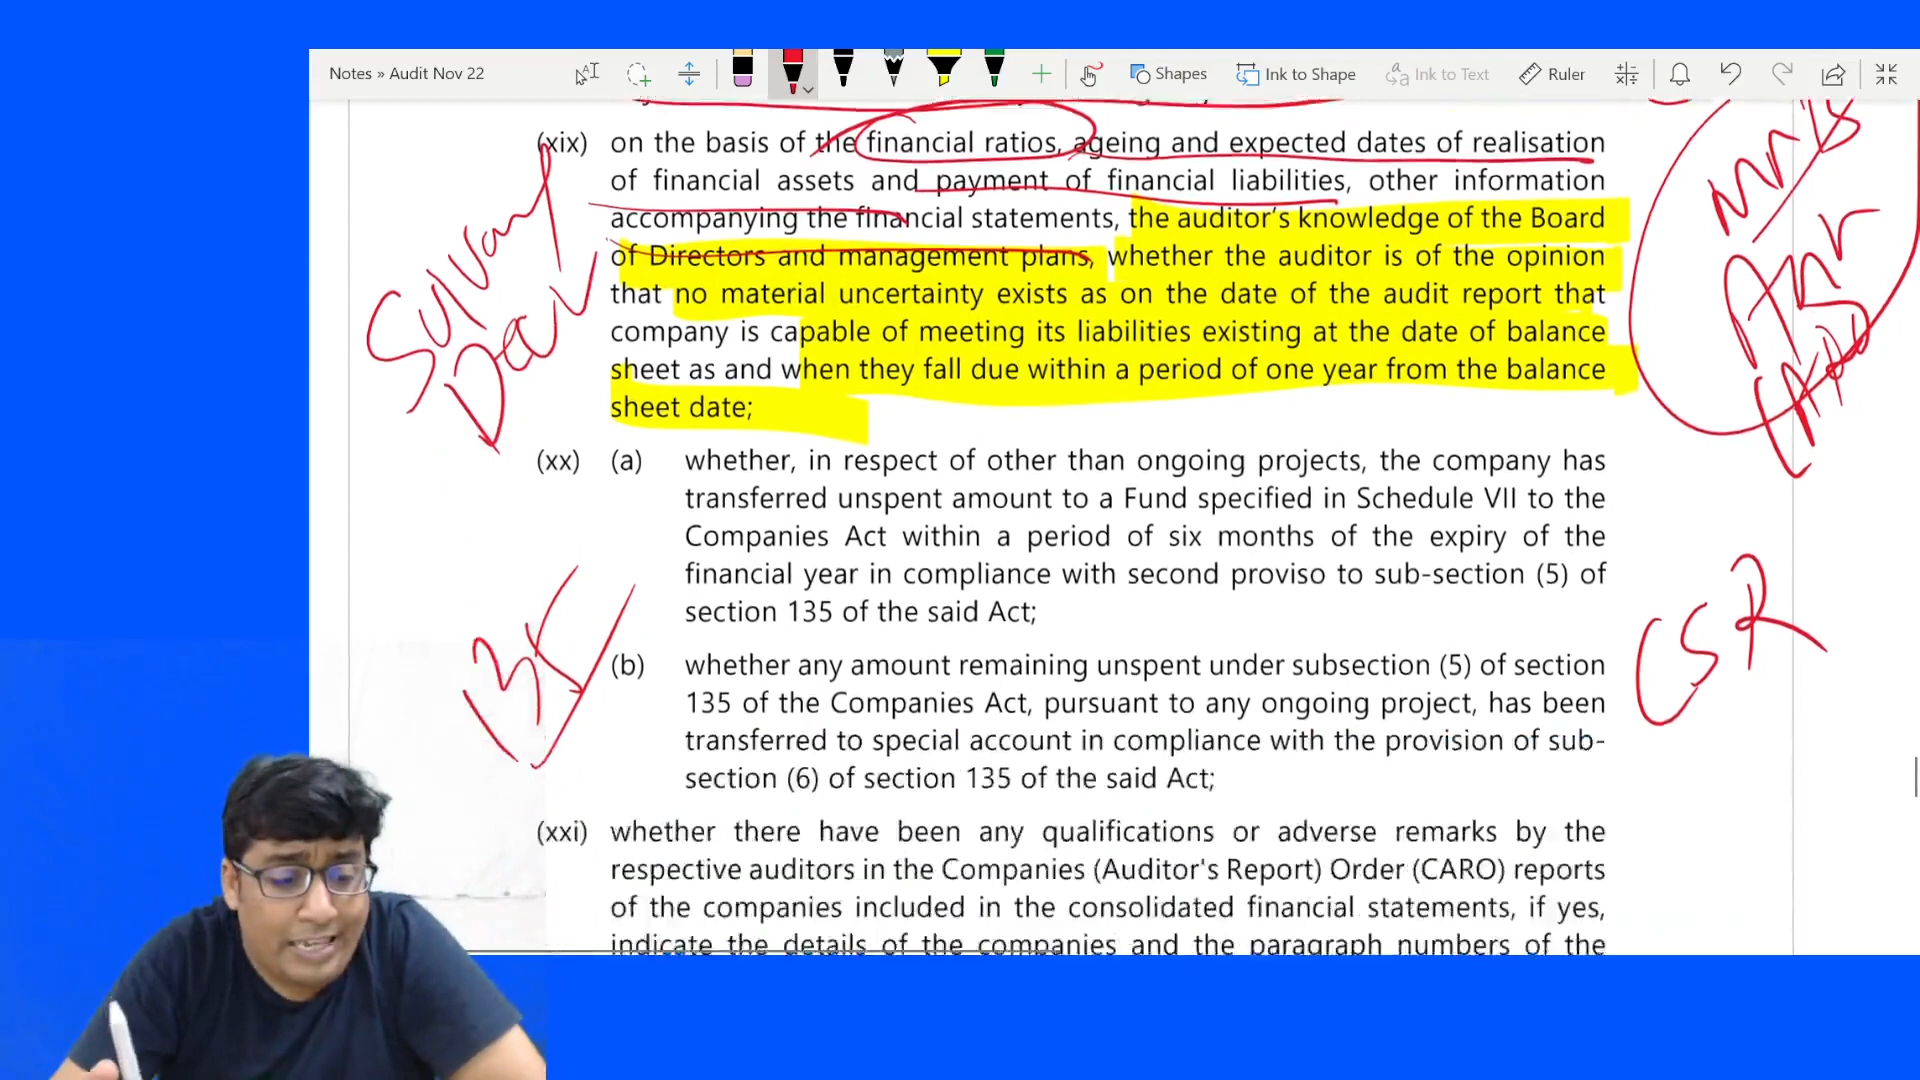 Notes » Audit Nov 22
Shapes
Ink to Shape
Ink to Text
Ruler
(xix) on the basis of the financial ratios, ageing and expected dates of realisation
of financial assets and payment of financial liabilities, other information
accompanying the financial statements, the auditor's knowledge of the Board
of Directors and management plans, whether the auditor is of the opinion
that no material uncertainty exists as on the date of the audit report that
company is capable of meeting its liabilities existing at the date of balance
sheet as and when they fall due within a period of one year from the balance
sheet date;
(xx) (a) whether, in respect of other than ongoing projects, the company has
transferred unspent amount to a Fund specified in Schedule VII to the
Companies Act within a period of six months of the expiry of the
financial year in compliance with second proviso to sub-section (5) of
section 135 of the said Act;
135
CSR
(b) whether any amount remaining unspent under subsection (5) of section
135 of the Companies Act, pursuant to any ongoing project, has been
transferred to special account in compliance with the provision of sub-
section (6) of section 135 of the said Act;
(xxi) whether there have been any qualifications or adverse remarks by the
respective auditors in the Companies (Auditor's Report) Order (CARO) reports
of the companies included in the consolidated financial statements, if yes,
indicate the details of the companies and the paragraph numbers of the